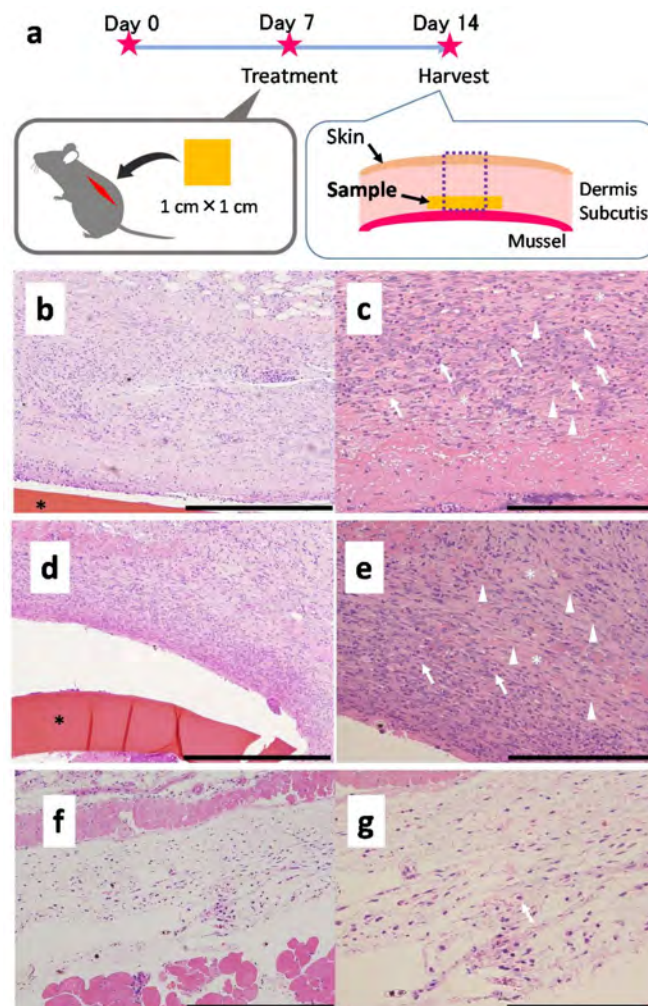 a
Day 0 Day 7 Day 14
Treatment Harvest
1 cm × 1 cm
Skin
Sample
Dermis
Subcutis
Mussel
b
c
*
*
*
d
e
*
*
*
f
g